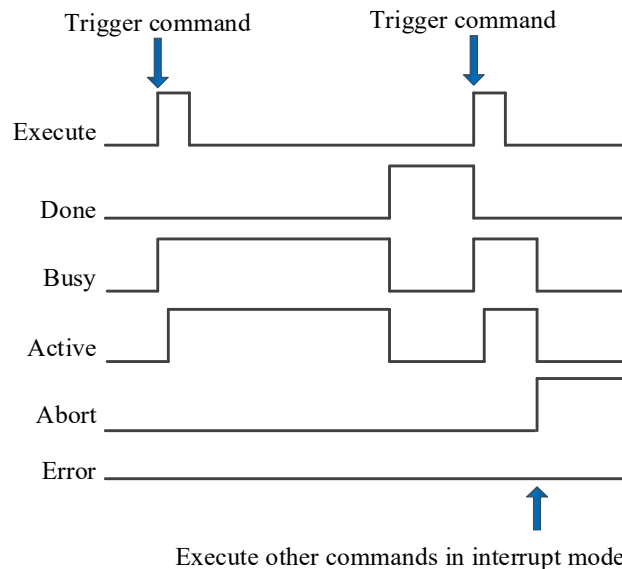 Trigger command
Trigger command
Execute
Done
Busy
Active
Abort
Error
Execute other commands in interrupt mode